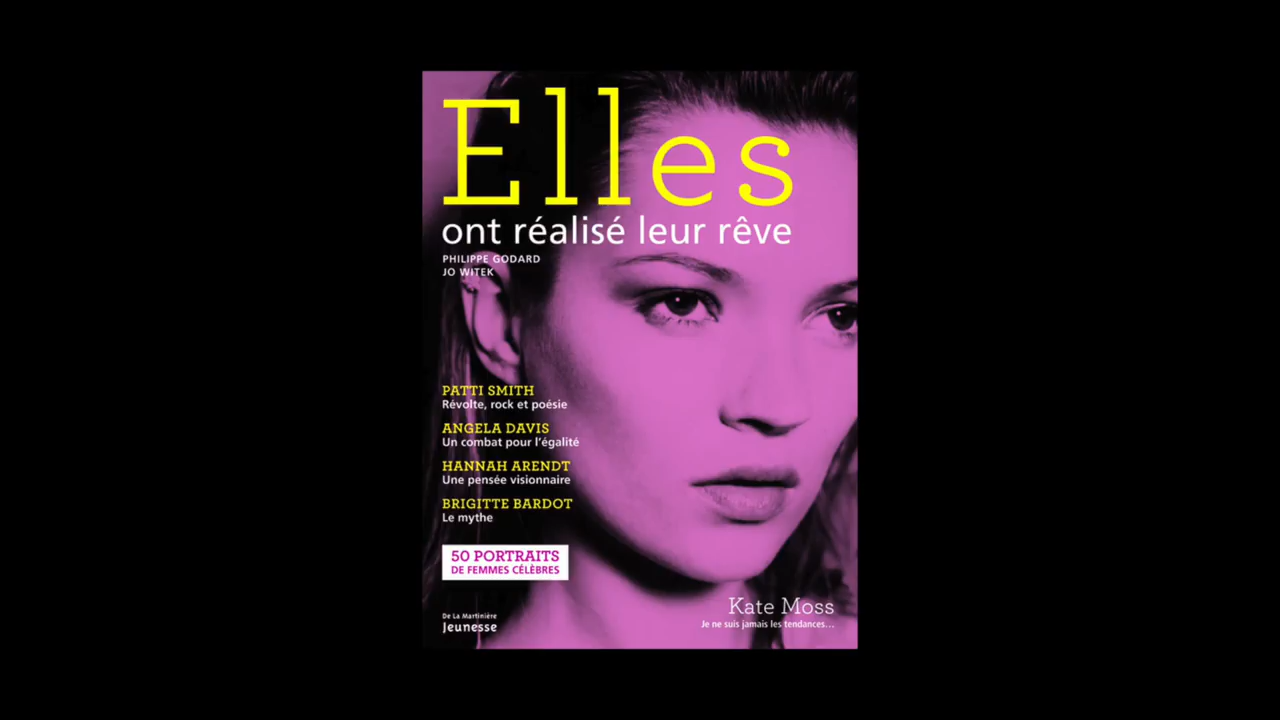 Elles
ont réalisé leur rêve
PHILIPPE GODARD
JO WITEK
PATTI SMITH
Révolte, rock et poésie
ANGELA DAVIS
Un combat pour l'égalité
HANNAH ARENDT
Une pensée visionnaire
BRIGITTE BARDOT
Le mythe
50 PORTRAITS
DE FEMMES CÉLÈBRES
Kate Moss
Je ne suis jamais les tendances...
De La Martinière
Jeunesse